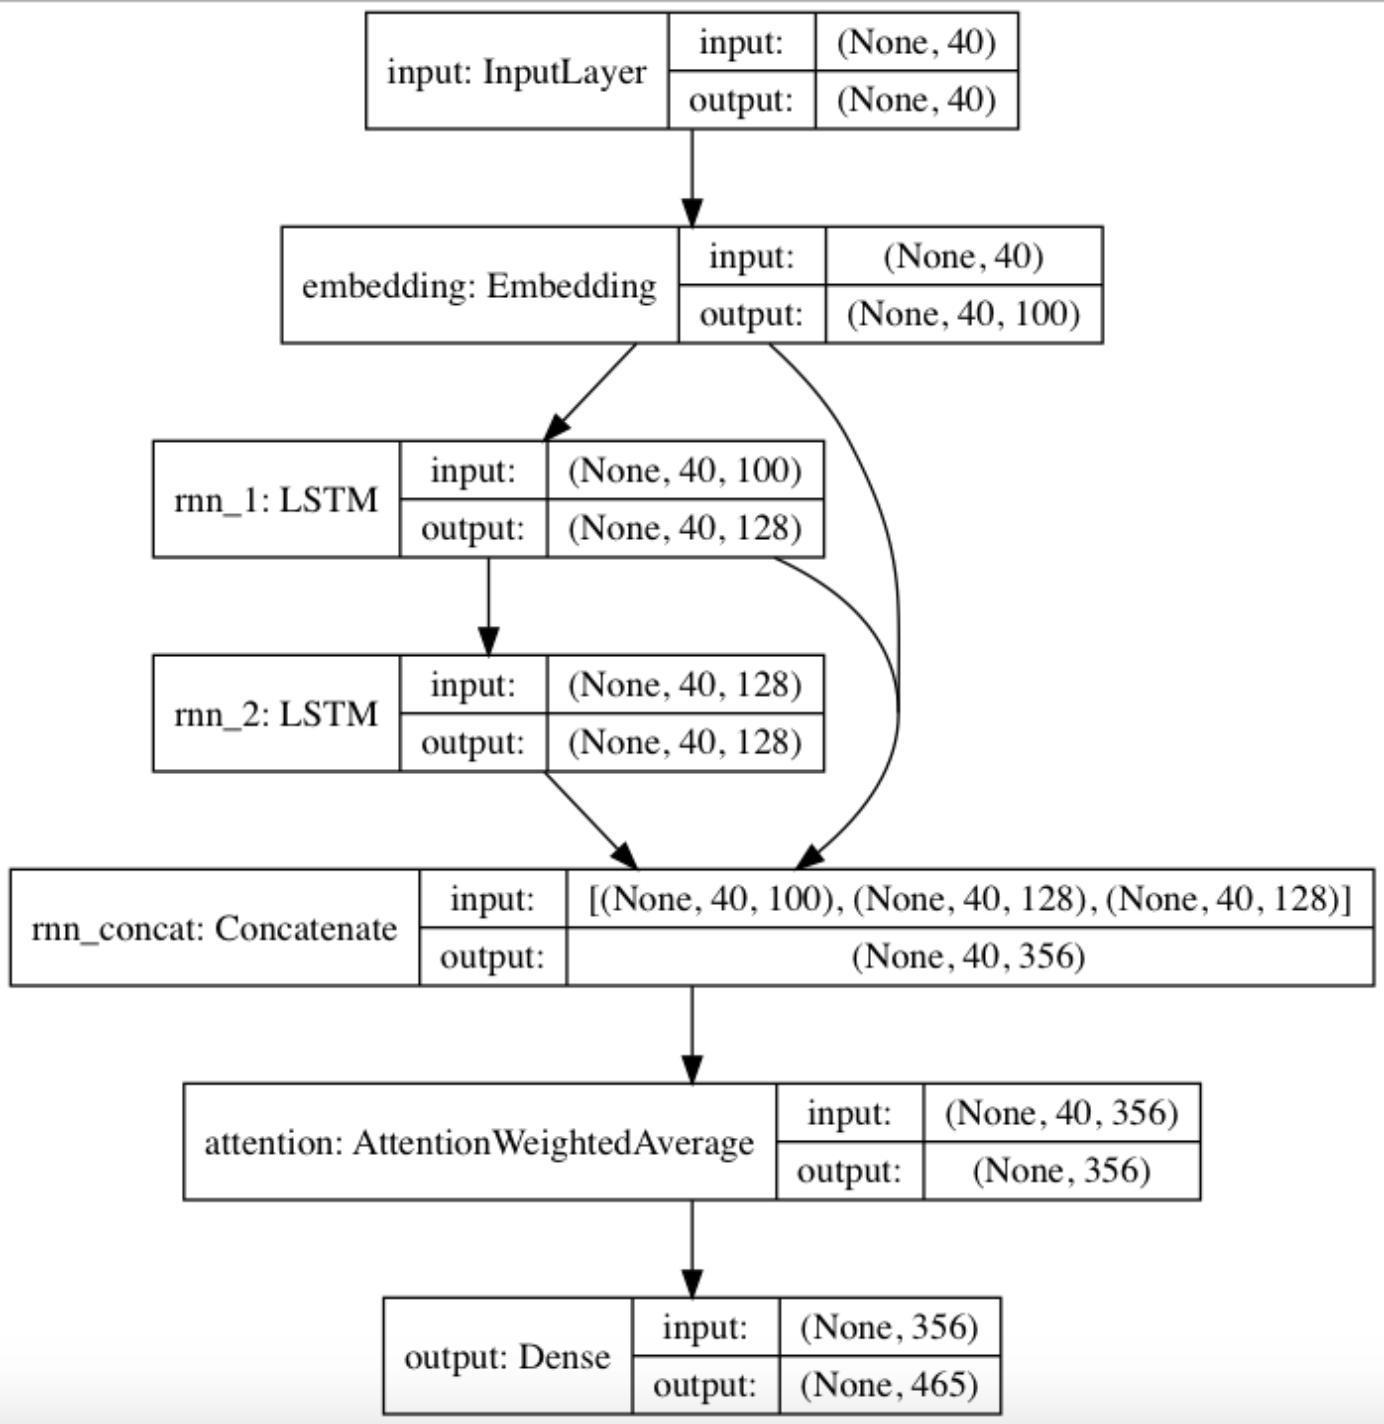 input: InputLayer
input:
(None, 40)
output:
(None, 40)
embedding: Embedding
input:
(None, 40)
output:
(None, 40, 100)
rnn_1: LSTM
input:
(None, 40, 100)
output:
(None, 40, 128)
rnn_2: LSTM
input:
(None, 40, 128)
output:
(None, 40, 128)
rnn_concat: Concatenate
input:
[(None, 40, 100), (None, 40, 128), (None, 40, 128)]
output:
(None, 40, 356)
attention: AttentionWeightedAverage
input:
(None, 40, 356)
output:
(None, 356)
output: Dense
input:
(None, 356)
output:
(None, 465)